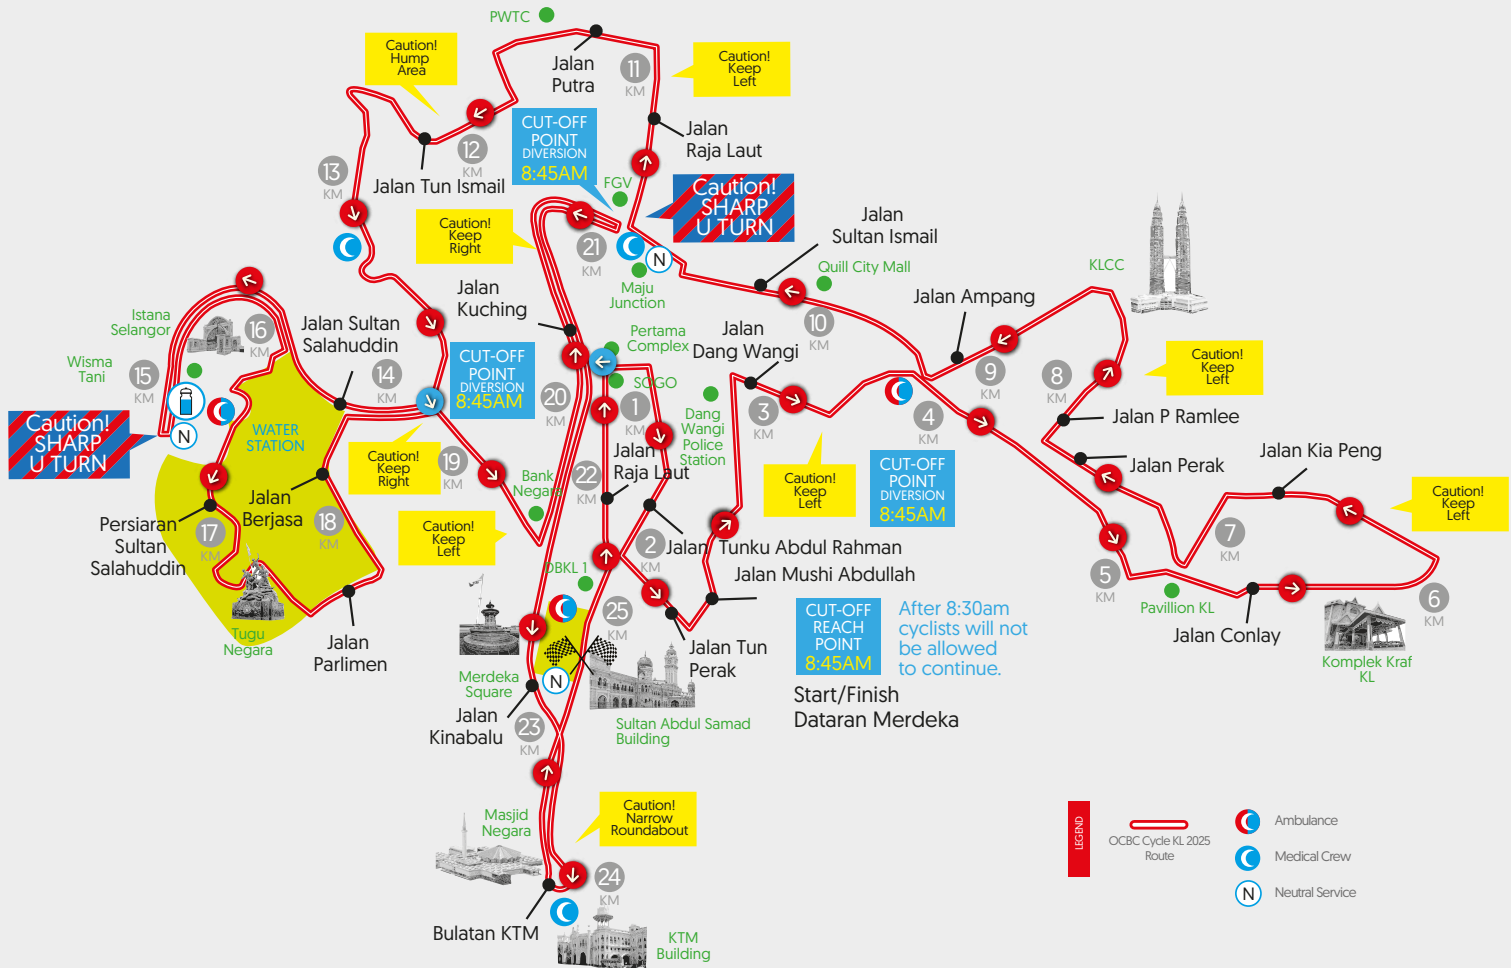 PWTC
Caution!
Hump
Area
Jalan
Putra
11
KM
Caution!
Keep
Left
CUT-OFF
POINT
DIVERSION
8:45AM
Jalan
Raja Laut
12
KM
13
KM
Jalan Tun Ismail
FGV
Caution!
SHARP
U TURN
Caution!
Keep
Right
21
KM
N
Maju
Junction
Jalan
Sultan Ismail
Quill City Mall
KLCC
Jalan
Kuching
Jalan Ampang
Istana
Selangor
16
KM
Jalan Sultan
Salahuddin
10
KM
Pertama
Complex
Jalan
Dang Wangi
Wisma
Tani
15
KM
14
KM
CUT-OFF
POINT
DIVERSION
8:45AM
SOGO
9
KM
8
KM
Caution!
Keep
Left
20
KM
1
KM
3
KM
4
KM
Dang
Wangi
Police
Station
Caution!
SHARP
U TURN
N
WATER
STATION
Jalan P Ramlee
Caution!
Keep
Right
19
KM
Bank
Negara
22
KM
Jalan
Raja Laut
Caution!
Keep
Left
CUT-OFF
POINT
DIVERSION
8:45AM
Jalan Perak
Jalan Kia Peng
Caution!
Keep
Left
Jalan
Berjasa
18
KM
Persiaran
Sultan
Salahuddin
17
KM
Caution!
Keep
Left
2
KM
Jalan Tunku Abdul Rahman
7
KM
Jalan Mushi Abdullah
DBKL 1
5
KM
Pavillion KL
6
KM
25
KM
CUT-OFF
REACH
POINT
8:45AM
After 8:30am
cyclists will not
be allowed
to continue.
Tugu
Negara
Jalan
Parlimen
Jalan Tun
Perak
Jalan Conlay
Komplek Kraf
KL
Merdeka
Square
N
Start/Finish
Dataran Merdeka
Jalan
Kinabalu
23
KM
Sultan Abdul Samad
Building
Masjid
Negara
Caution!
Narrow
Roundabout
24
KM
Bulatan KTM
KTM
Building
LEGEND
OCBC Cycle KL 2025
Route
Ambulance
Medical Crew
N
Neutral Service